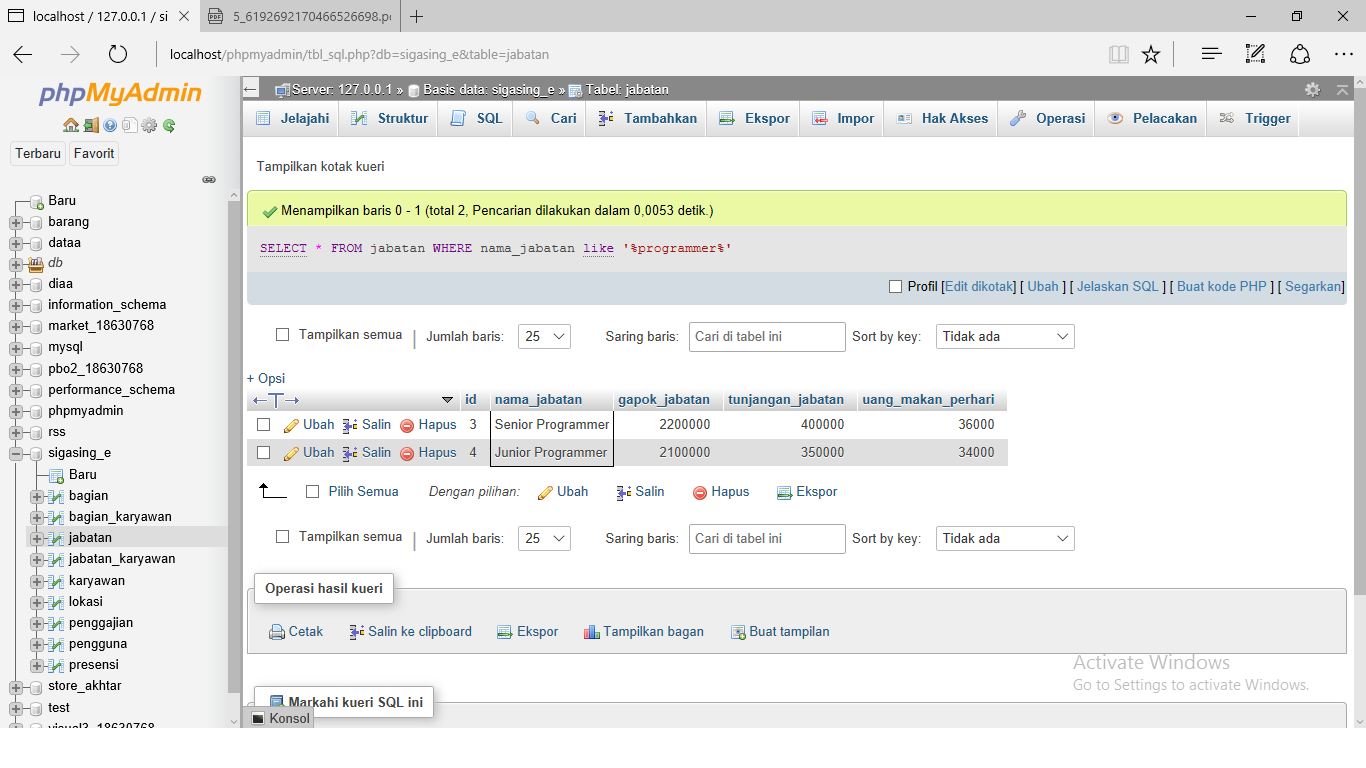 localhost / 127.0.0.1 / si
5_6192692170466526698.p
localhost/phpmyadmin/tbl_sql.php?db=sigasing_e&table=jabatan
phpMyAdmin
Terbaru Favorit
Baru
barang
dataa
db
diaa
information_schema
market_18630768
mysql
pbo2_18630768
performance_schema
phpmyadmin
rss
sigasing_e
Baru
bagian
bagian_karyawan
jabatan
jabatan_karyawan
karyawan
lokasi
penggajian
pengguna
presensi
store_akhtar
test
visual3_18630768
Server: 127.0.0.1 » Basis data: sigasing_e » Tabel: jabatan
Jelajahi Struktur SQL Cari Tambahkan Ekspor Impor Hak Akses Operasi Pelacakan Trigger
Tampilkan kotak kueri
Menampilkan baris 0 - 1 (total 2, Pencarian dilakukan dalam 0,0053 detik.)
SELECT * FROM jabatan WHERE nama_jabatan like '%programmer%'
Profil [Edit dikotak] [ Ubah ] [ Jelaskan SQL ] [ Buat kode PHP ] [ Segarkan]
Tampilkan semua | Jumlah baris: 25 Saring baris: Cari di tabel ini Sort by key: Tidak ada
+ Opsi
←T→ id nama_jabatan gapok_jabatan tunjangan_jabatan uang_makan_perhari
Ubah Salin Hapus 3 Senior Programmer 2200000 400000 36000
Ubah Salin Hapus 4 Junior Programmer 2100000 350000 34000
Pilih Semua Dengan pilihan: Ubah Salin Hapus Ekspor
Tampilkan semua | Jumlah baris: 25 Saring baris: Cari di tabel ini Sort by key: Tidak ada
Operasi hasil kueri
Cetak Salin ke clipboard Ekspor Tampilkan bagan Buat tampilan
Activate Windows
Go to Settings to activate Windows.
Markahi kueri SQL ini
Konsol